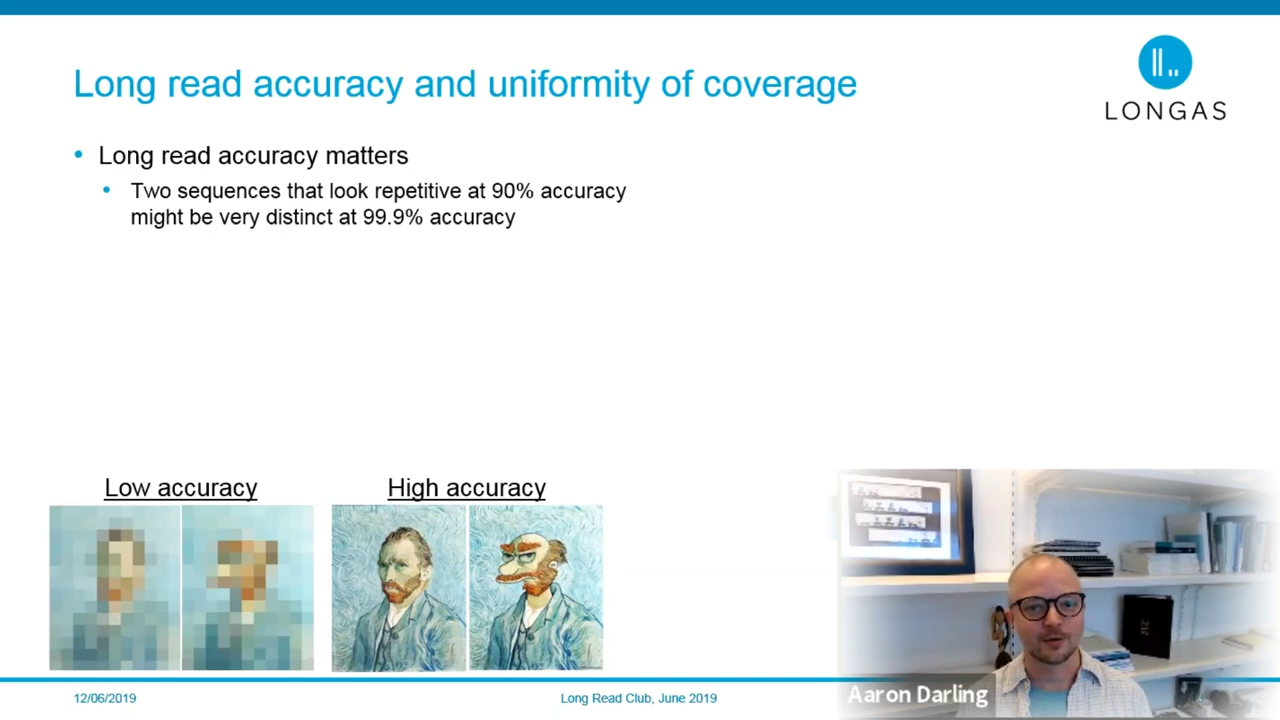 Long read accuracy and uniformity of coverage
LONGAS
Long read accuracy matters
Two sequences that look repetitive at 90% accuracy
might be very distinct at 99.9% accuracy
Low accuracy
High accuracy
Aaron Darling
12/06/2019
Long Read Club, June 2019